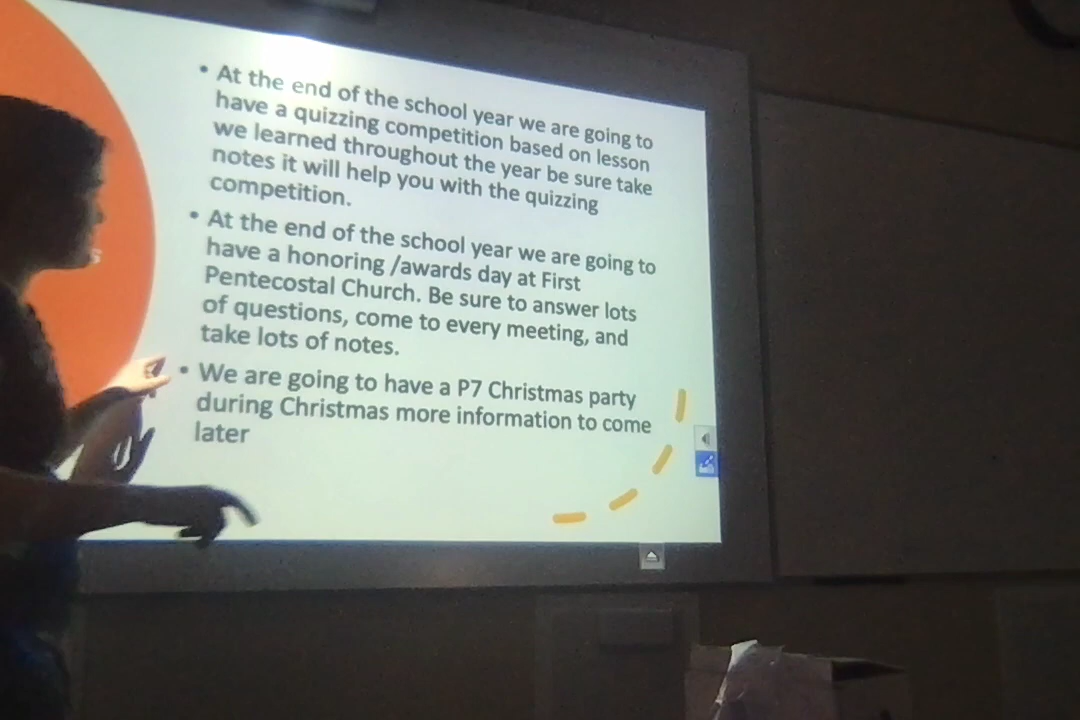 • At the end of the school year we are going to
have a quizzing competition based on lesson
we learned throughout the year be sure take
notes it will help you with the quizzing
competition.
• At the end of the school year we are going to
have a honoring /awards day at First
Pentecostal Church. Be sure to answer lots
of questions, come to every meeting, and
take lots of notes.
• We are going to have a P7 Christmas party
during Christmas more information to come
later